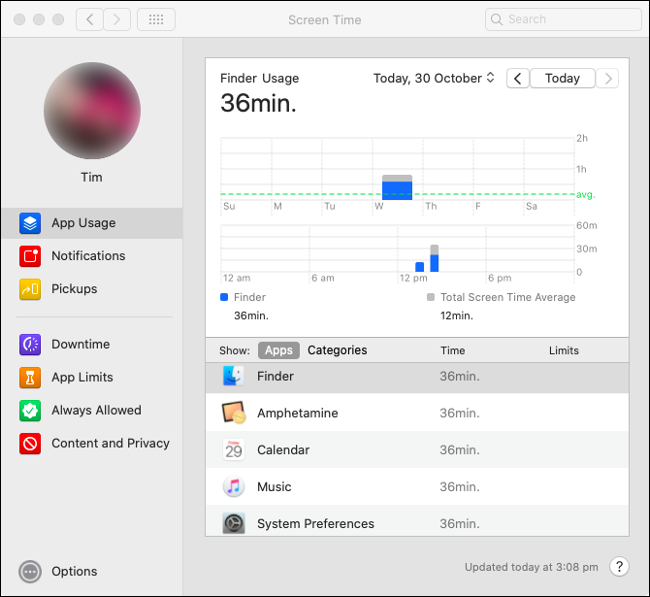 Screen Time
Search
Tim
App Usage
Notifications
Pickups
Downtime
App Limits
Always Allowed
Content and Privacy
Options
Finder Usage
Today, 30 October
Today
36min.
2h
1h
avg.
Su M Tu W Th F Sa
60m
30m
0
12 am 6 am 12 pm 6 pm
Finder Total Screen Time Average
36min. 12min.
Show: Apps Categories Time Limits
Finder 36min.
Amphetamine 36min.
29
Calendar 36min.
Music 36min.
System Preferences 36min.
Updated today at 3:08 pm ?